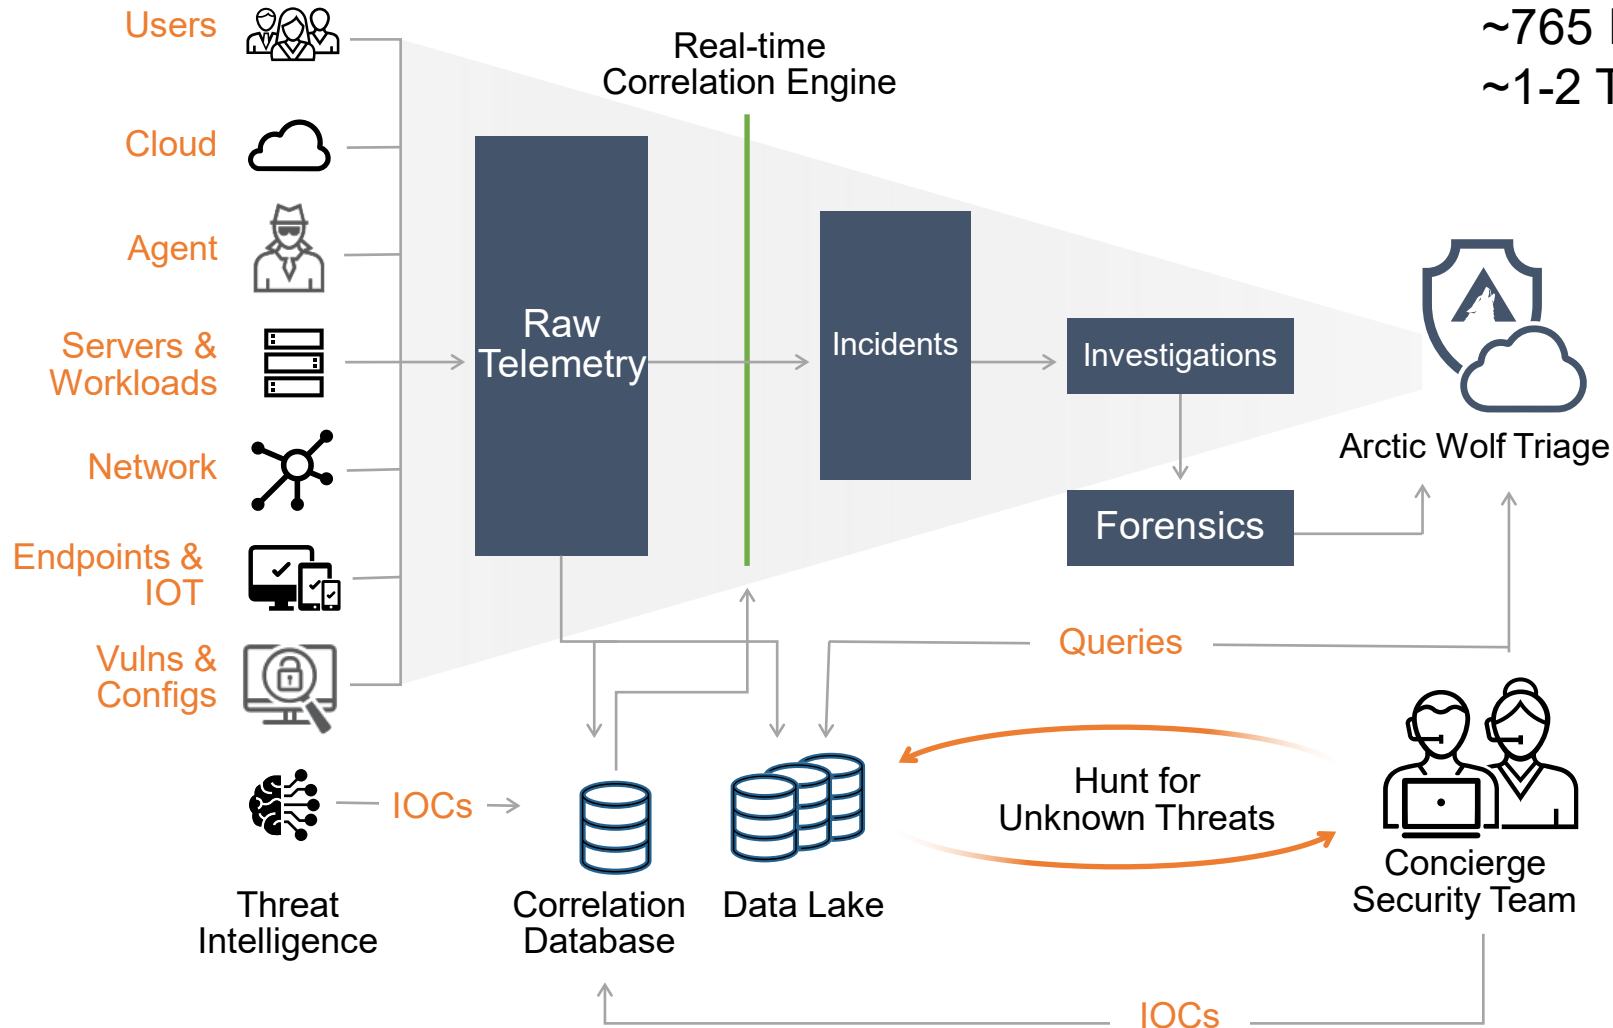 Users
~765
Real-time
Correlation Engine
~1-2
Cloud
Agent
Raw
Telemetry
Incidents
Servers &
Workloads
Investigations
Arctic Wolf Triage
Network
Forensics
Endpoints &
IOT
Queries
Vulns &
Configs
Hunt for
Unknown Threats
IOCs
Concierge
Security Team
Threat
Intelligence
Correlation
Database
Data Lake
IOCs